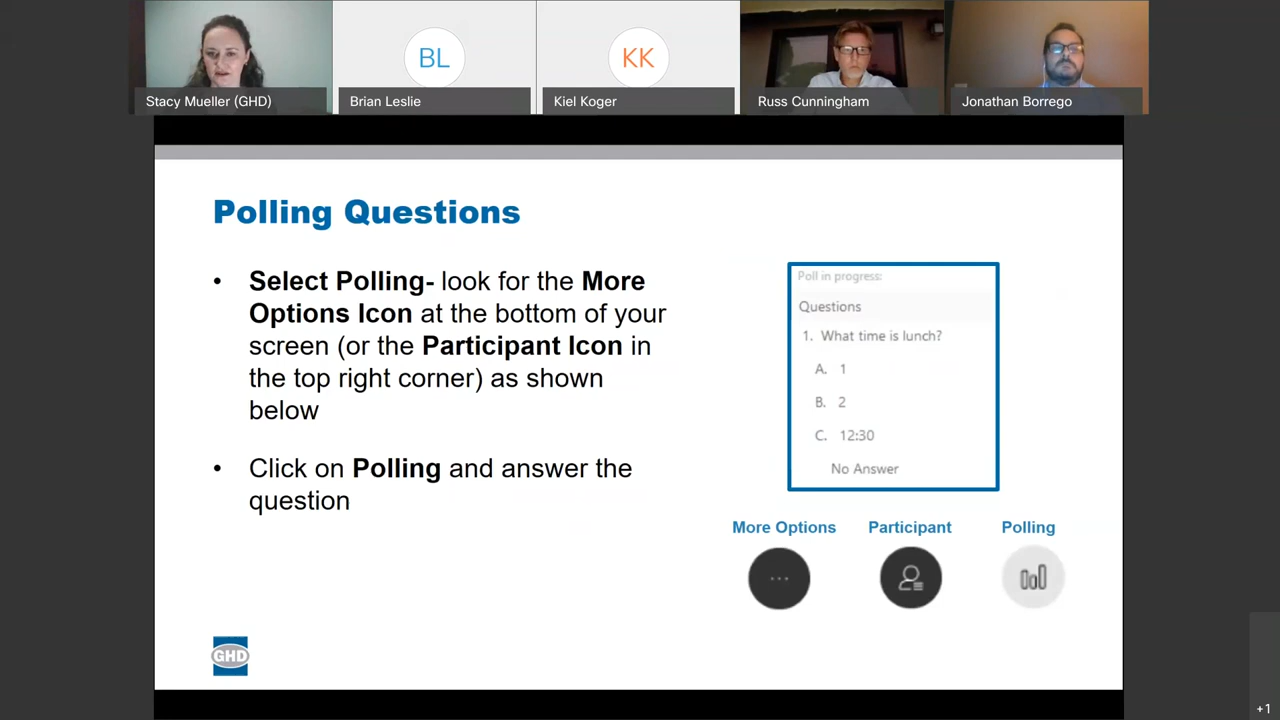 BL
KK
Stacy Mueller (GHD)
Brian Leslie
Kiel Koger
Russ Cunningham
Jonathan Borrego
Polling Questions
• Select Polling- look for the More
Options Icon at the bottom of your
screen (or the Participant Icon in
the top right corner) as shown
below
• Click on Polling and answer the
question
Poll in progress:
Questions
1. What time is lunch?
A. 1
B. 2
C. 12:30
No Answer
More Options
Participant
Polling
GHD
+1